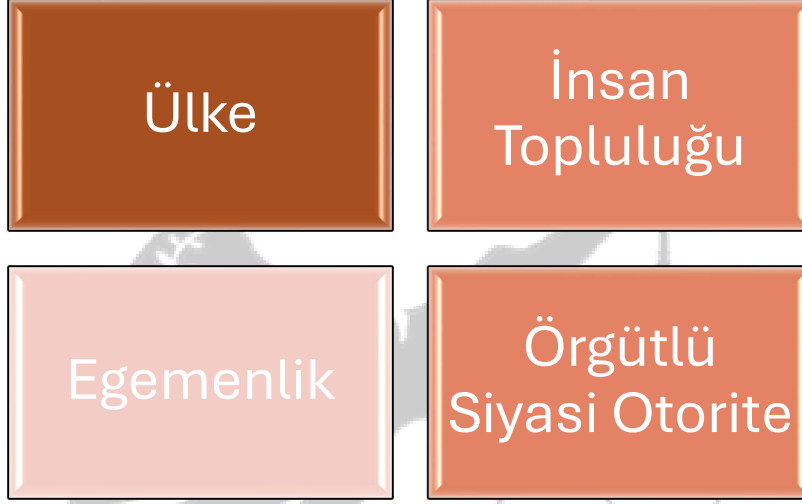 Ülke
İnsan
Topluluğu
Egemenlik
Örgütlü
Siyasi Otorite